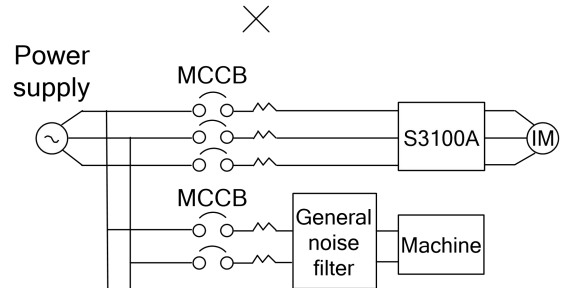 Power
supply
MCCB
S3100A
IM
MCCB
General
noise
filter
Machine